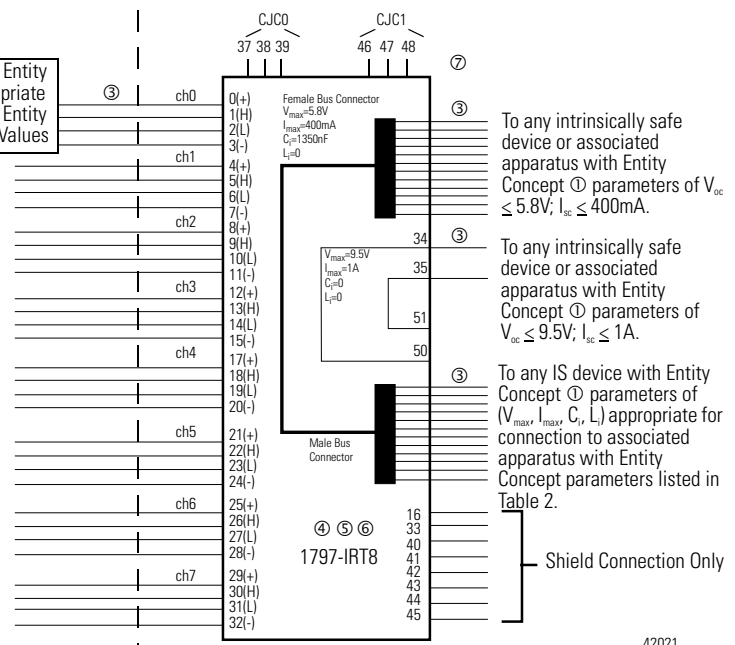 CJC0 CJC1
37 38 39 46 47 48
⑦
Entity
priate
Entity
Values
③
ch0
0(+)
1(H)
2(L)
3(-)
ch1
4(+)
5(H)
6(L)
7(-)
ch2
8(+)
9(H)
10(L)
11(-)
ch3
12(+)
13(H)
14(L)
15(-)
ch4
17(+)
18(H)
19(L)
20(-)
ch5
21(+)
22(H)
23(L)
24(-)
ch6
25(+)
26(H)
27(L)
28(-)
ch7
29(+)
30(H)
31(L)
32(-)
Female Bus Connector
Vmax=5.8V
Imax=400mA
Ci=1350nF
Li=0
Vmax=9.5V
Imax=1A
Ci=0
Li=0
34
35
51
50
Male Bus
Connector
④ ⑤ ⑥
1797-IRT8
16
33
40
41
42
43
44
45
③
To any intrinsically safe
device or associated
apparatus with Entity
Concept ① parameters of Voc
≤ 5.8V; Isc ≤ 400mA.
③
To any intrinsically safe
device or associated
apparatus with Entity
Concept ① parameters of
Voc ≤ 9.5V; Isc ≤ 1A.
③
To any IS device with Entity
Concept ① parameters of
(Vmax, Imax, Ci, Li) appropriate for
connection to associated
apparatus with Entity
Concept parameters listed in
Table 2.
Shield Connection Only
42021